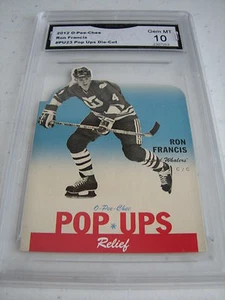 2012 O-Pee-Chee
Ron Francis
#PU23 Pop Ups Die-Cut
Gem MT
10
RON
FRANCIS
Whalers
O-Pee-Chee
POP * UPS
Relief